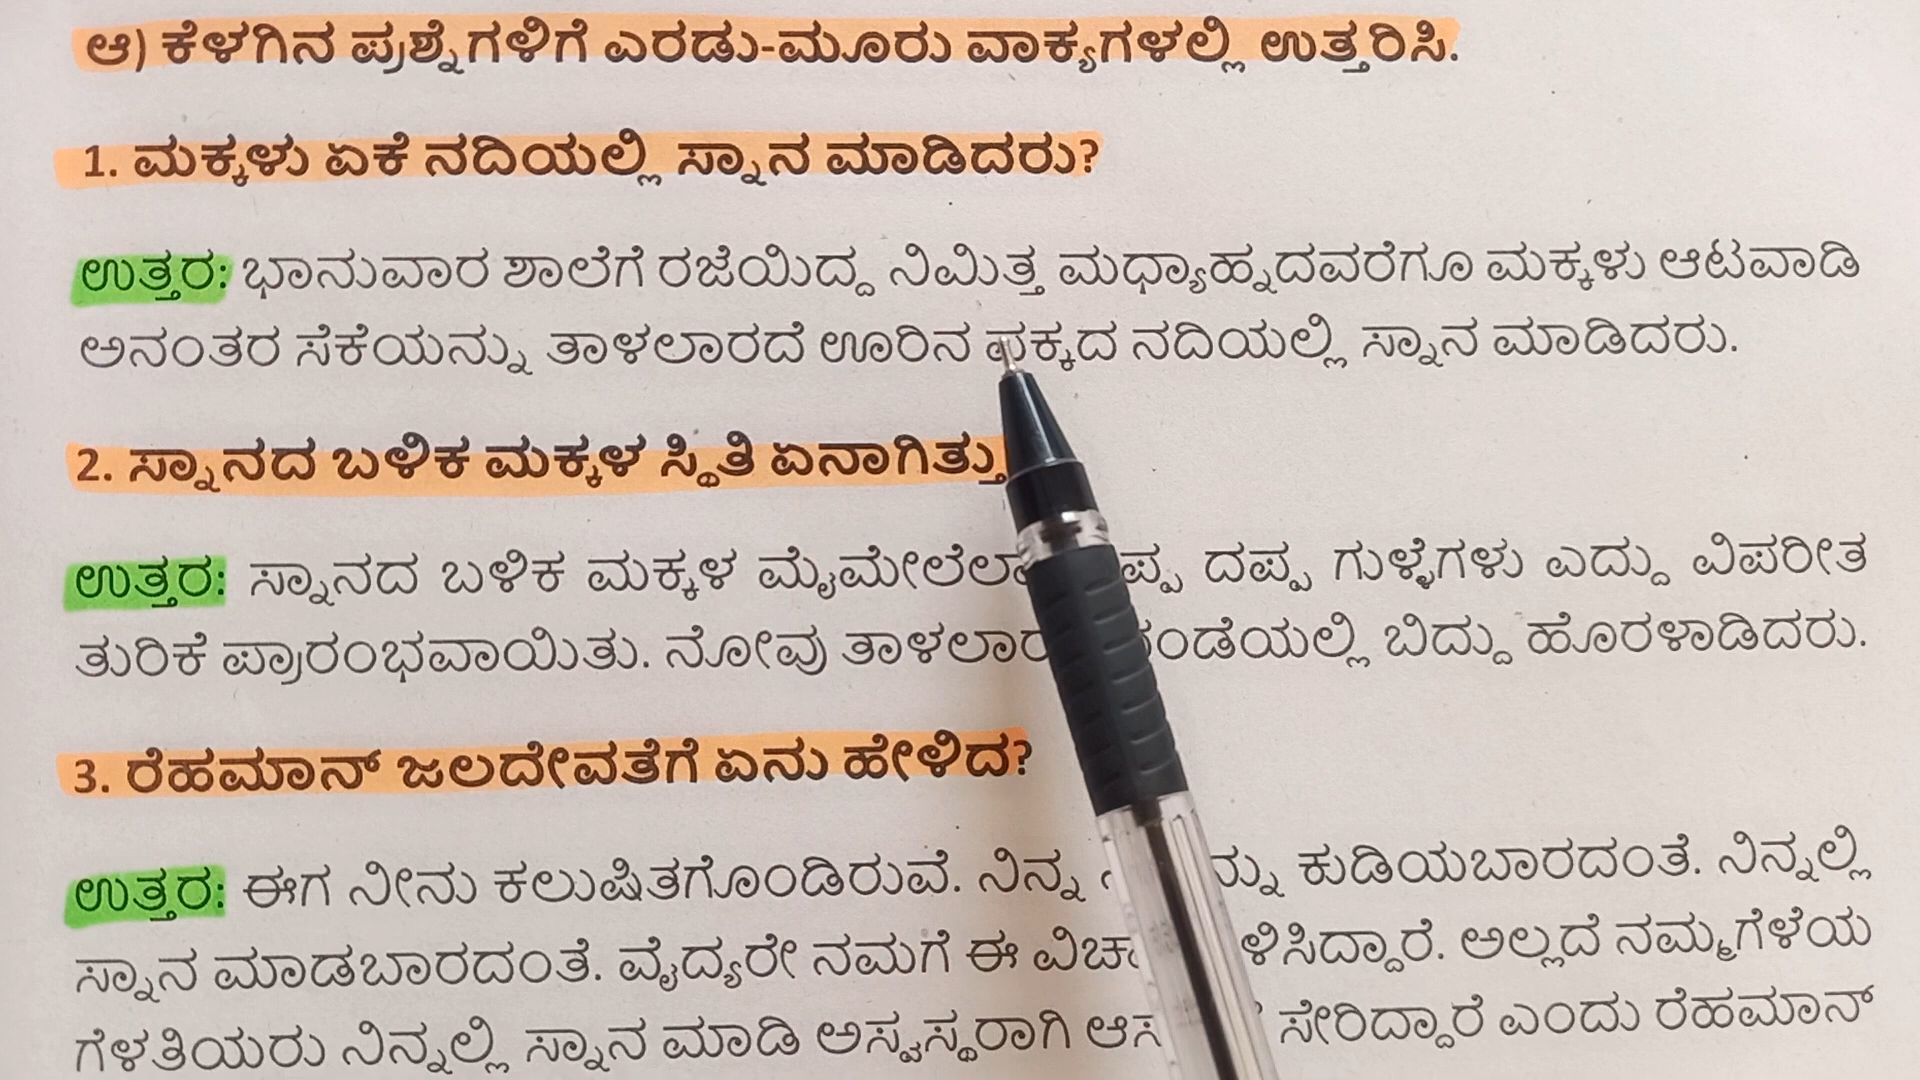 ಆ) ಕೆಳಗಿನ ಪ್ರಶ್ನೆಗಳಿಗೆ ಎರಡು-ಮೂರು ವಾಕ್ಯಗಳಲ್ಲಿ ಉತ್ತರಿಸಿ.
1. ಮಕ್ಕಳು ಏಕೆ ನದಿಯಲ್ಲಿ ಸ್ನಾನ ಮಾಡಿದರು?
ಉತ್ತರ: ಭಾನುವಾರ ಶಾಲೆಗೆ ರಜೆಯಿದ್ದ ನಿಮಿತ್ತ ಮಧ್ಯಾಹ್ನದವರೆಗೂ ಮಕ್ಕಳು ಆಟವಾಡಿ
ಅನಂತರ ಸೆಕೆಯನ್ನು ತಾಳಲಾರದೆ ಊರಿನ ಪಕ್ಕದ ನದಿಯಲ್ಲಿ ಸ್ನಾನ ಮಾಡಿದರು.
2. ಸ್ನಾನದ ಬಳಿಕ ಮಕ್ಕಳ ಸ್ಥಿತಿ ಏನಾಗಿತ್ತು
ಉತ್ತರ: ಸ್ನಾನದ ಬಳಿಕ ಮಕ್ಕಳ ದಪ್ಪ ಗುಳ್ಳೆಗಳು ಎದ್ದು ವಿಪರೀತ
ತುರಿಕೆ ಪ್ರಾರಂಭವಾಯಿತು. ನೋವು ಬಿದ್ದು ಹೊರಳಾಡಿದರು.
3. ರೆಹಮಾನ್ ಜಲದೇವತೆಗೆ ಏನು ಹೇಳಿದ?
ಉತ್ತರ: ಈಗ ನೀನು ಕಲುಷಿತಗೊಂಡಿರುವೆ. ನಿನ್ನ ಕುಡಿಯಬಾರದಂತೆ. ನಿನ್ನಲ್ಲಿ
ಸ್ನಾನ ಮಾಡಬಾರದಂತೆ. ವೈದ್ಯರೇ ನಮಗೆ ಈ ಅಲ್ಲದೆ ನಮ್ಮಗೆಳೆಯ
ಗೆಳತಿಯರು ನಿನ್ನಲ್ಲಿ ಸ್ನಾನ ಮಾಡಿ ಅಸ್ವಸ್ಥರಾಗಿ ಸೇರಿದ್ದಾರೆ ಎಂದು ರೆಹಮಾನ್